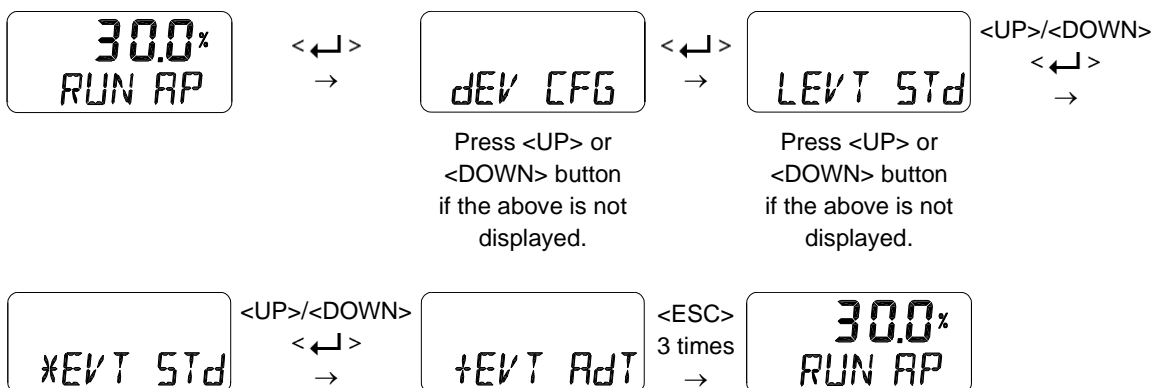 30.0%
RUN AP
<↵>
→
dEV CFG
Press <UP> or
<DOWN> button
if the above is not
displayed.
<↵>
→
LEVT STd
Press <UP> or
<DOWN> button
if the above is not
displayed.
<UP>/<DOWN>
<↵>
→
*EVT STd
<UP>/<DOWN>
<↵>
→
+EVT AdT
<ESC>
3 times
→
30.0%
RUN AP